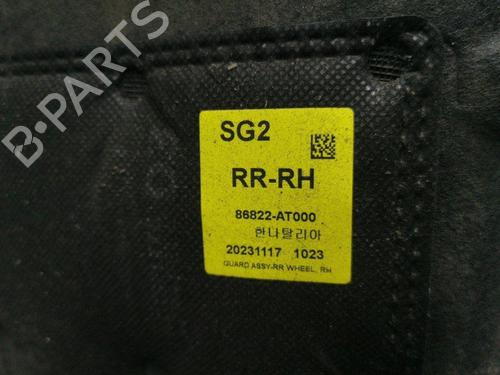 SG2
RR-RH
86822-AT000
한나탈리아
20231117 1023
GUARD ASSY-RR WHEEL, RH
B-PARTS